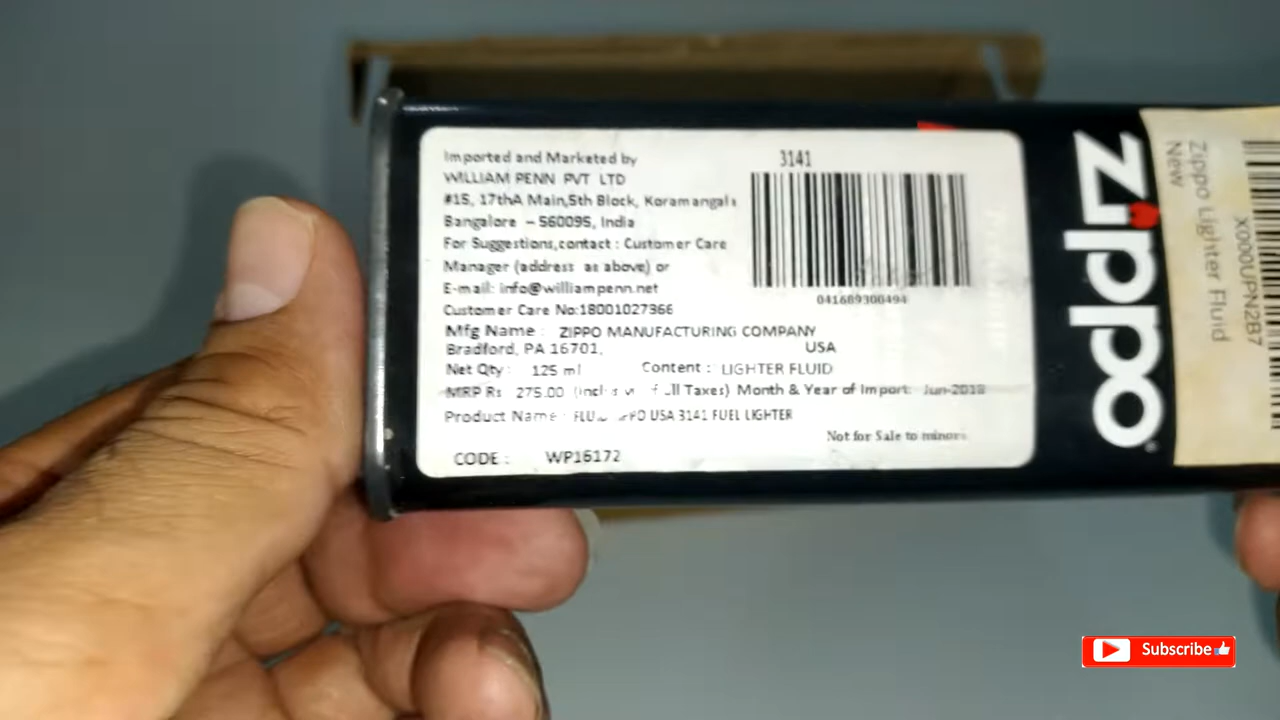 Imported and Marketed by
WILLIAM PENN PVT LTD
#15, 17thA Main,5th Block, Koramangala
Bangalore – 560095, India
For Suggestions,contact : Customer Care
Manager (address as above) or
E-mail: info@williampenn.net
Customer Care No:18001027366
Mfg Name : ZIPPO MANUFACTURING COMPANY
Bradford, PA 16701, USA
Net Qty: 125 ml Content : LIGHTER FLUID
MRP Rs 275.00 Taxes) Month & Year of Import: Jun-2018
Product Name : USA 3141 FUEL LIGHTER
Not for Sale to minors
CODE : WP16172
3141
041689300494
Zippo
Zippo Lighter Fluid
New
X000UPN2B7
Subscribe